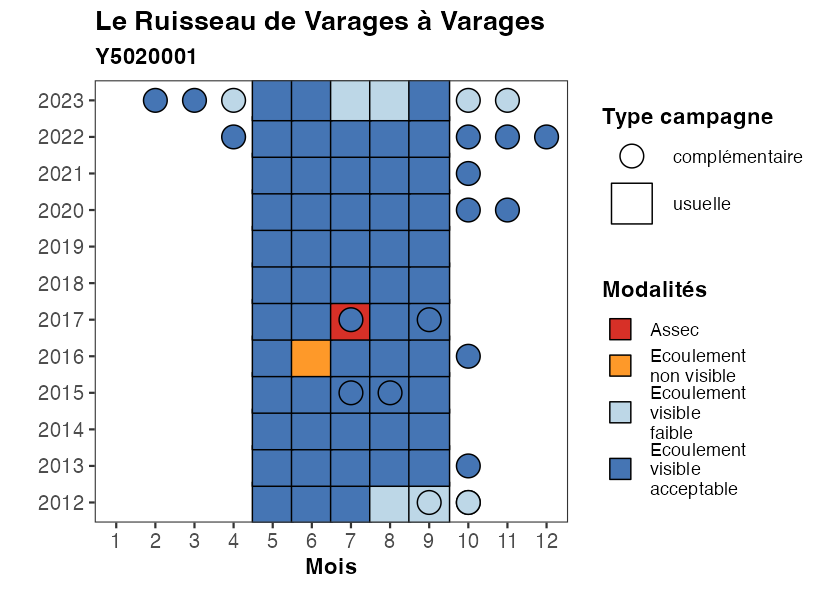 Le Ruisseau de Varages à Varages
Y5020001
2023
2022
2021
2020
2019
2018
2017
2016
2015
2014
2013
2012
1 2 3 4 5 6 7 8 9 10 11 12
Mois
Type campagne
complémentaire
usuelle
Modalités
Assec
Ecoulement
non visible
Ecoulement
visible
faible
Ecoulement
visible
acceptable